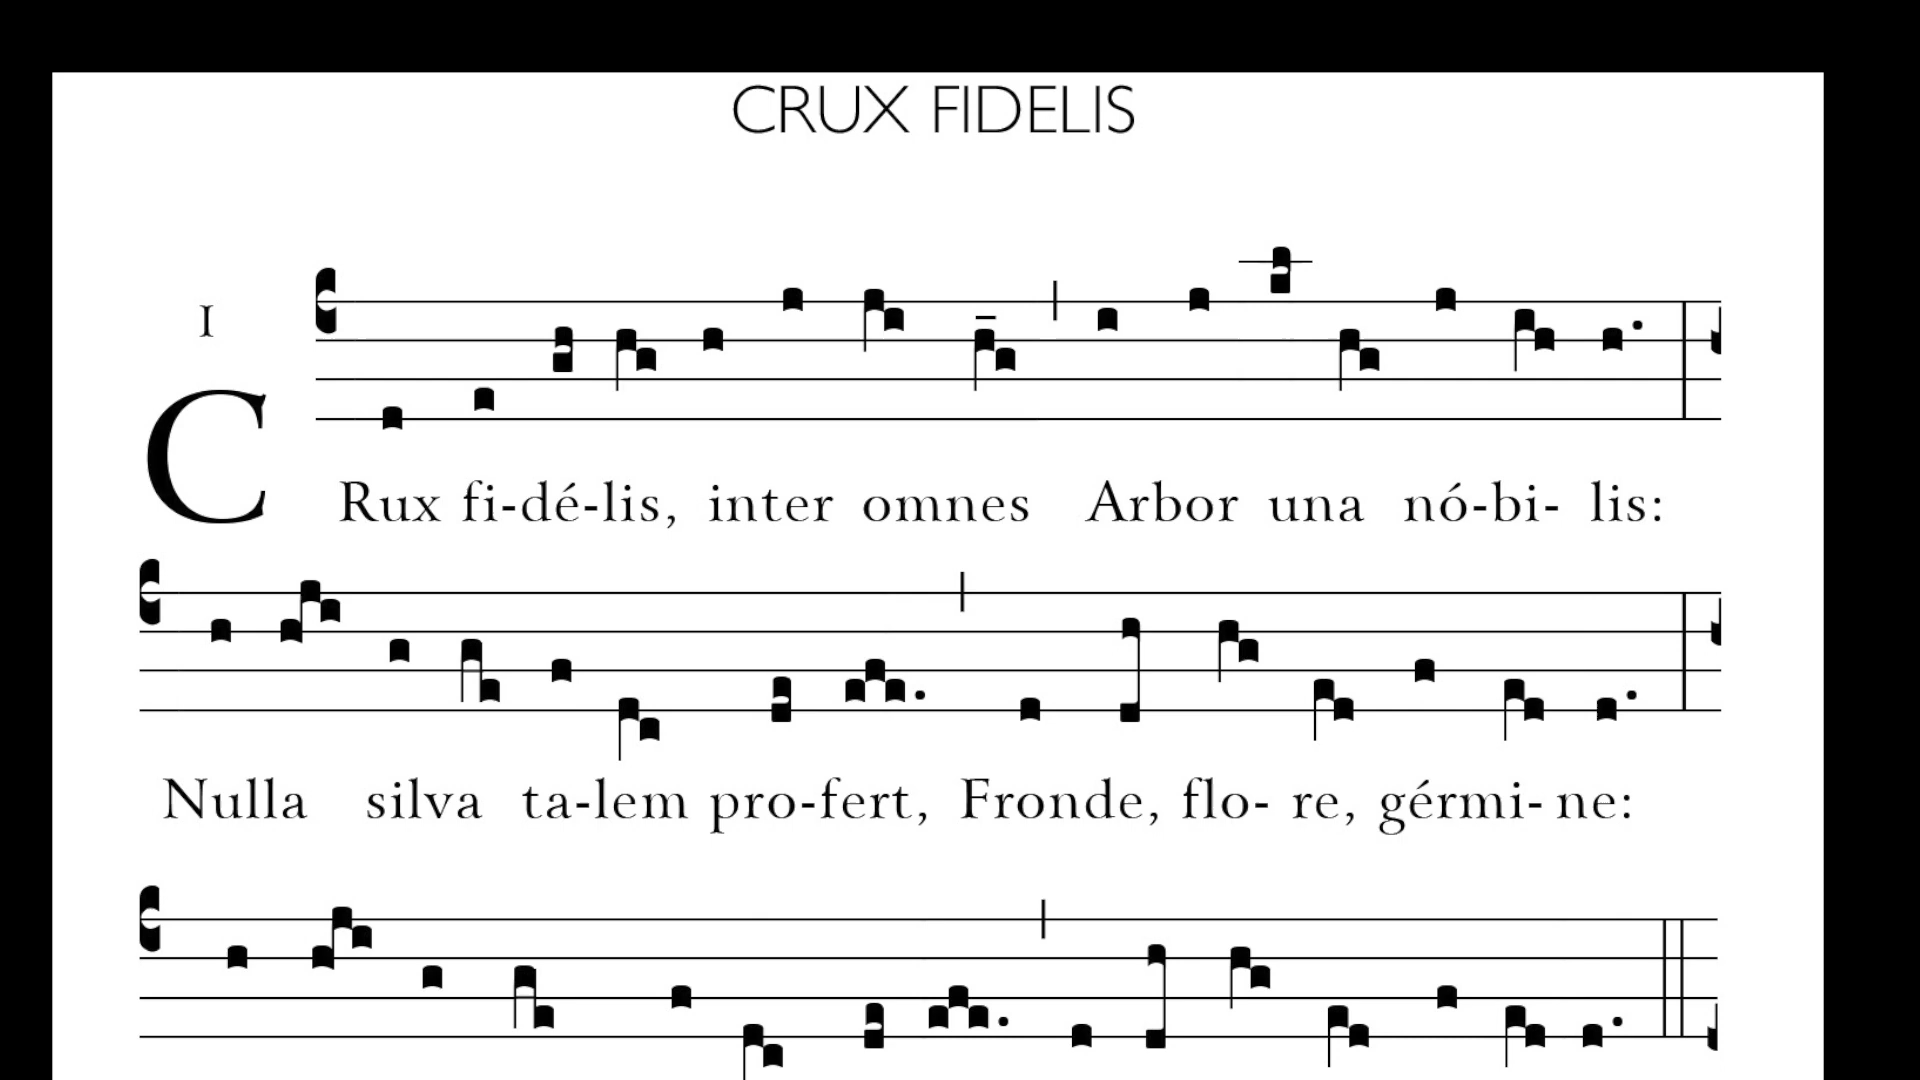 CRUX FIDELIS
I
CRux fi-dé-lis, inter omnes Arbor una nó-bi- lis:
Nulla silva ta-lem pro-fert, Fronde, flo- re, gérmi- ne: